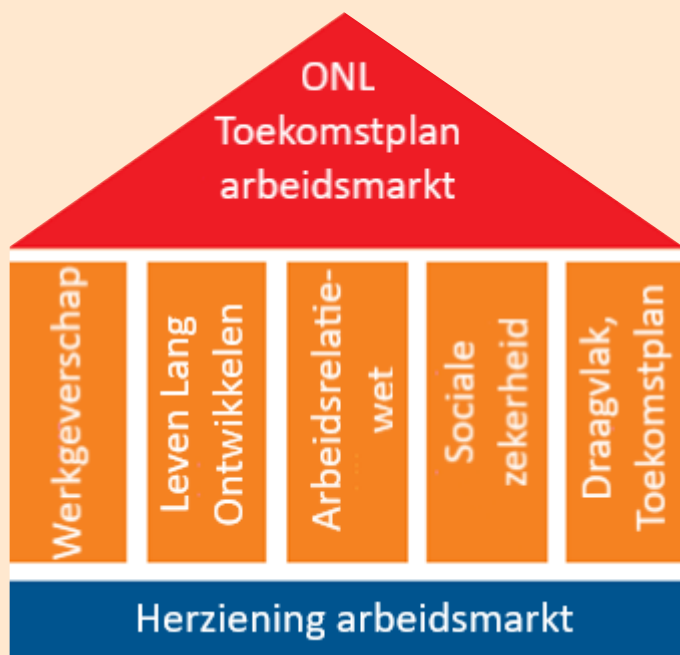 ONL
Toekomstplan
arbeidsmarkt
Werkgeverschap
Leven Lang
Ontwikkelen
Arbeidsrelatie-
wet
Sociale
zekerheid
Draagvlak,
Toekomstplan
Herziening arbeidsmarkt